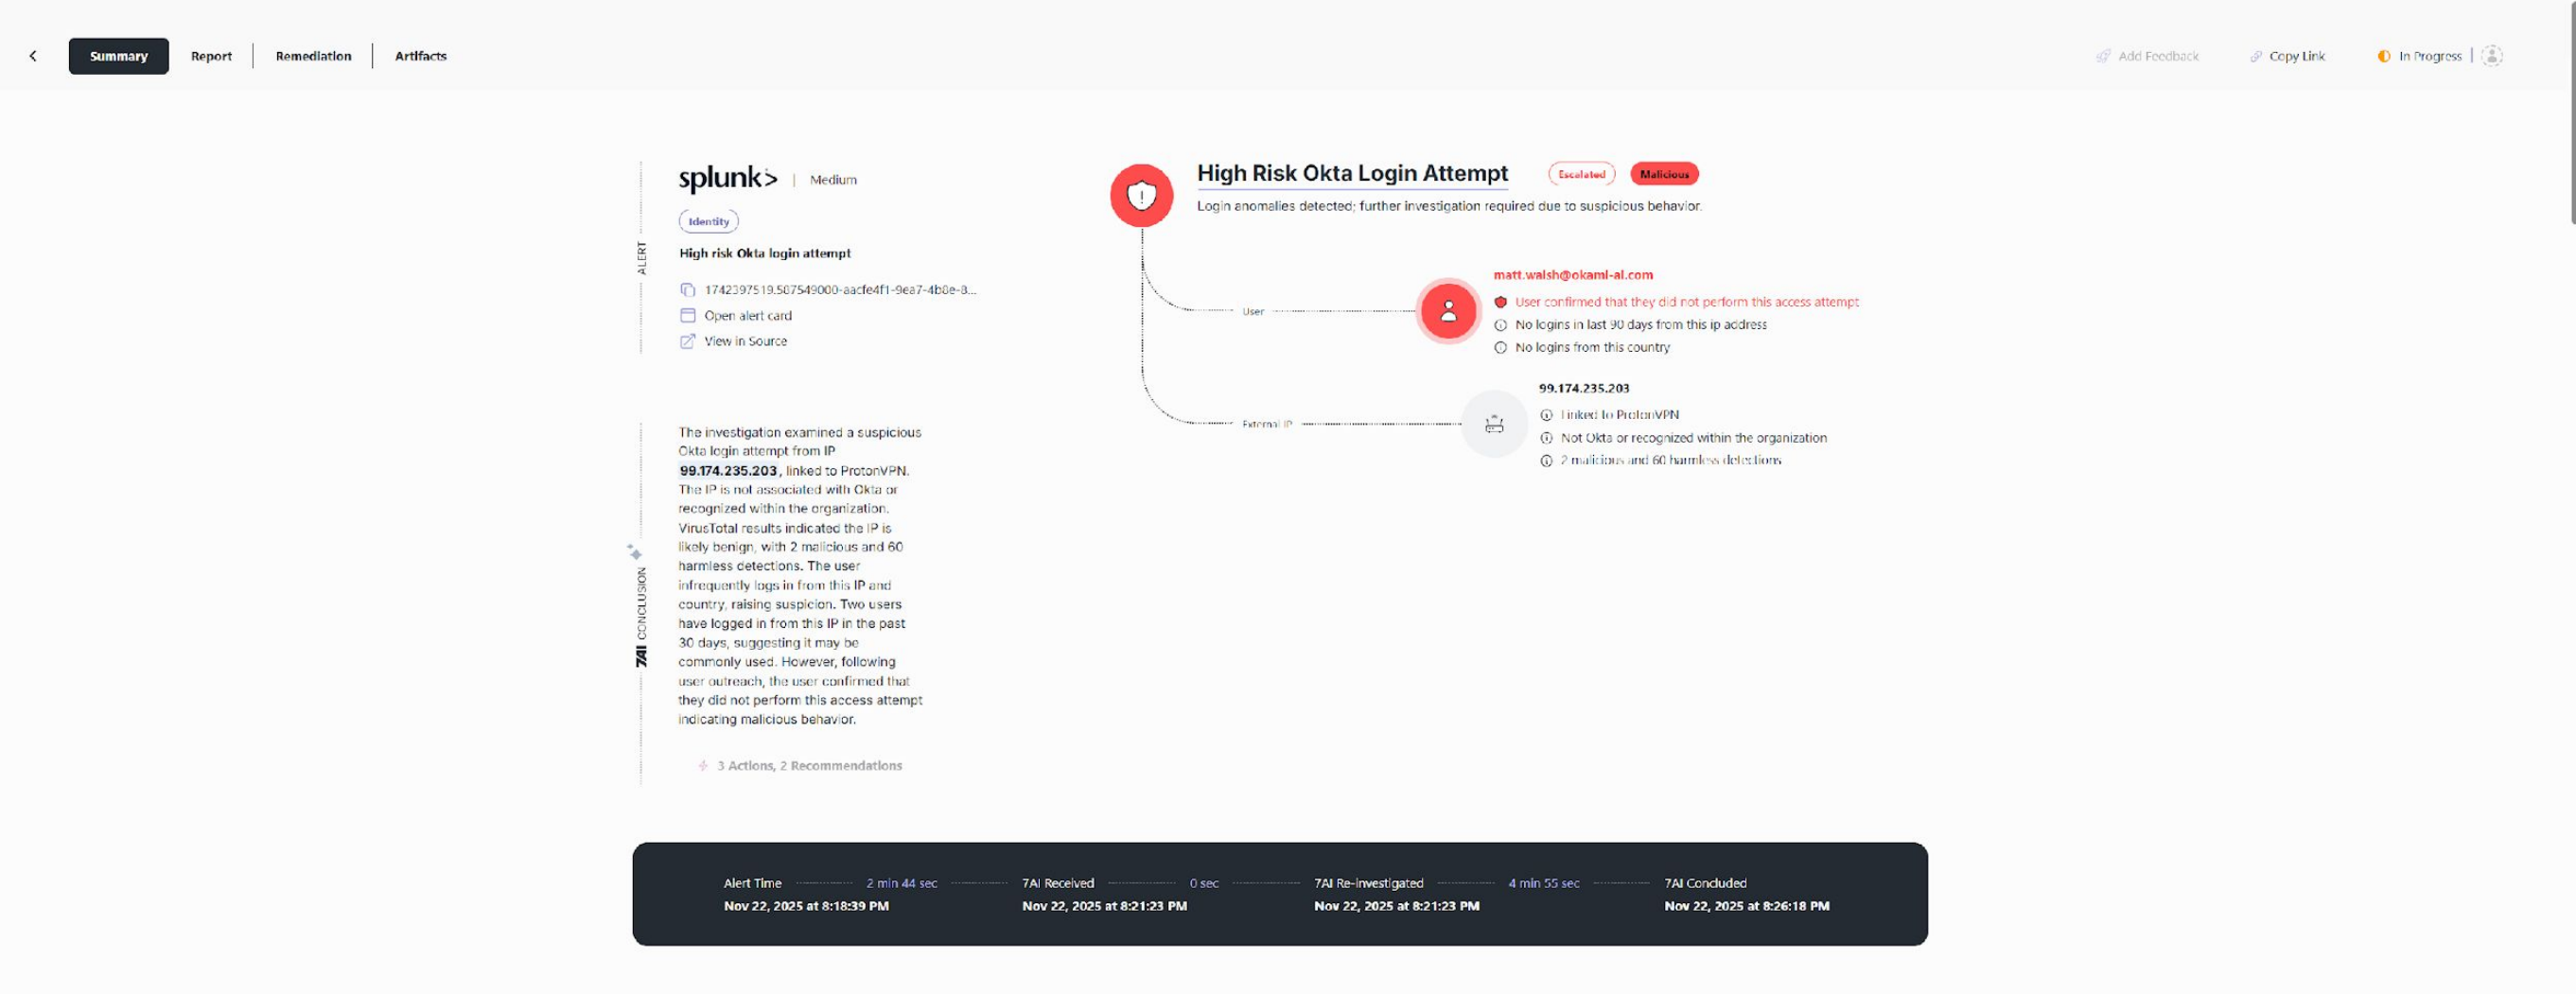 Summary
Report
Remediation
Artifacts
Add Feedback
Copy Link
In Progress
ALERT
splunk>
Medium
Identity
High risk Okta login attempt
1742397519.587549000-aacfe4f1-9ea7-4b8e-8...
Open alert card
View in Source
7AI CONCLUSION
The investigation examined a suspicious
Okta login attempt from IP
99.174.235.203, linked to ProtonVPN.
The IP is not associated with Okta or
recognized within the organization.
VirusTotal results indicated the IP is
likely benign, with 2 malicious and 60
harmless detections. The user
infrequently logs in from this IP and
country, raising suspicion. Two users
have logged in from this IP in the past
30 days, suggesting it may be
commonly used. However, following
user outreach, the user confirmed that
they did not perform this access attempt
indicating malicious behavior.
3 Actions, 2 Recommendations
High Risk Okta Login Attempt
Escalated
Malicious
Login anomalies detected; further investigation required due to suspicious behavior.
User
matt.walsh@okami-ai.com
User confirmed that they did not perform this access attempt
No logins in last 90 days from this ip address
No logins from this country
External IP
99.174.235.203
Linked to ProtonVPN
Not Okta or recognized within the organization
2 malicious and 60 harmless detections
Alert Time
2 min 44 sec
7AI Received
0 sec
7AI Re-investigated
4 min 55 sec
7AI Concluded
Nov 22, 2025 at 8:18:39 PM
Nov 22, 2025 at 8:21:23 PM
Nov 22, 2025 at 8:21:23 PM
Nov 22, 2025 at 8:26:18 PM